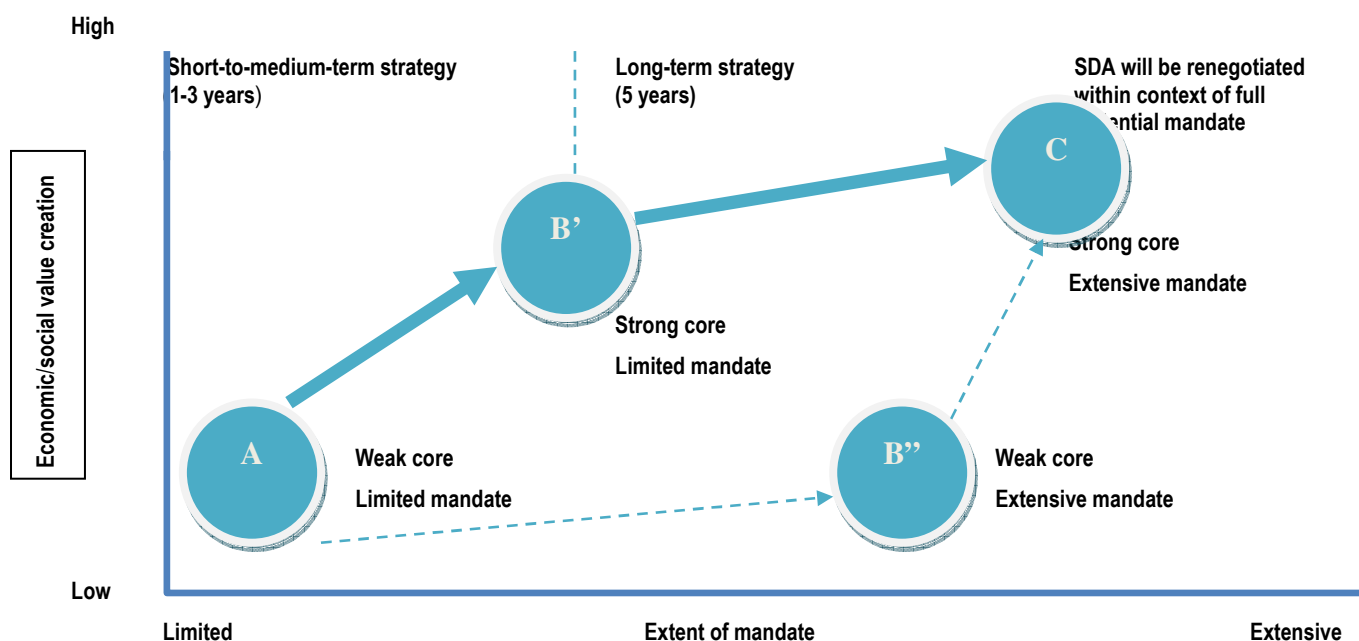 High
Short-to-medium-term strategy
(1-3 years)
Long-term strategy
(5 years)
SDA will be renegotiated
within context of full
mandate
C
B’
Economic/social value creation
Strong core
Extensive mandate
Strong core
Limited mandate
A
Weak core
Limited mandate
B’’
Weak core
Extensive mandate
Low
Limited
Extent of mandate
Extensive